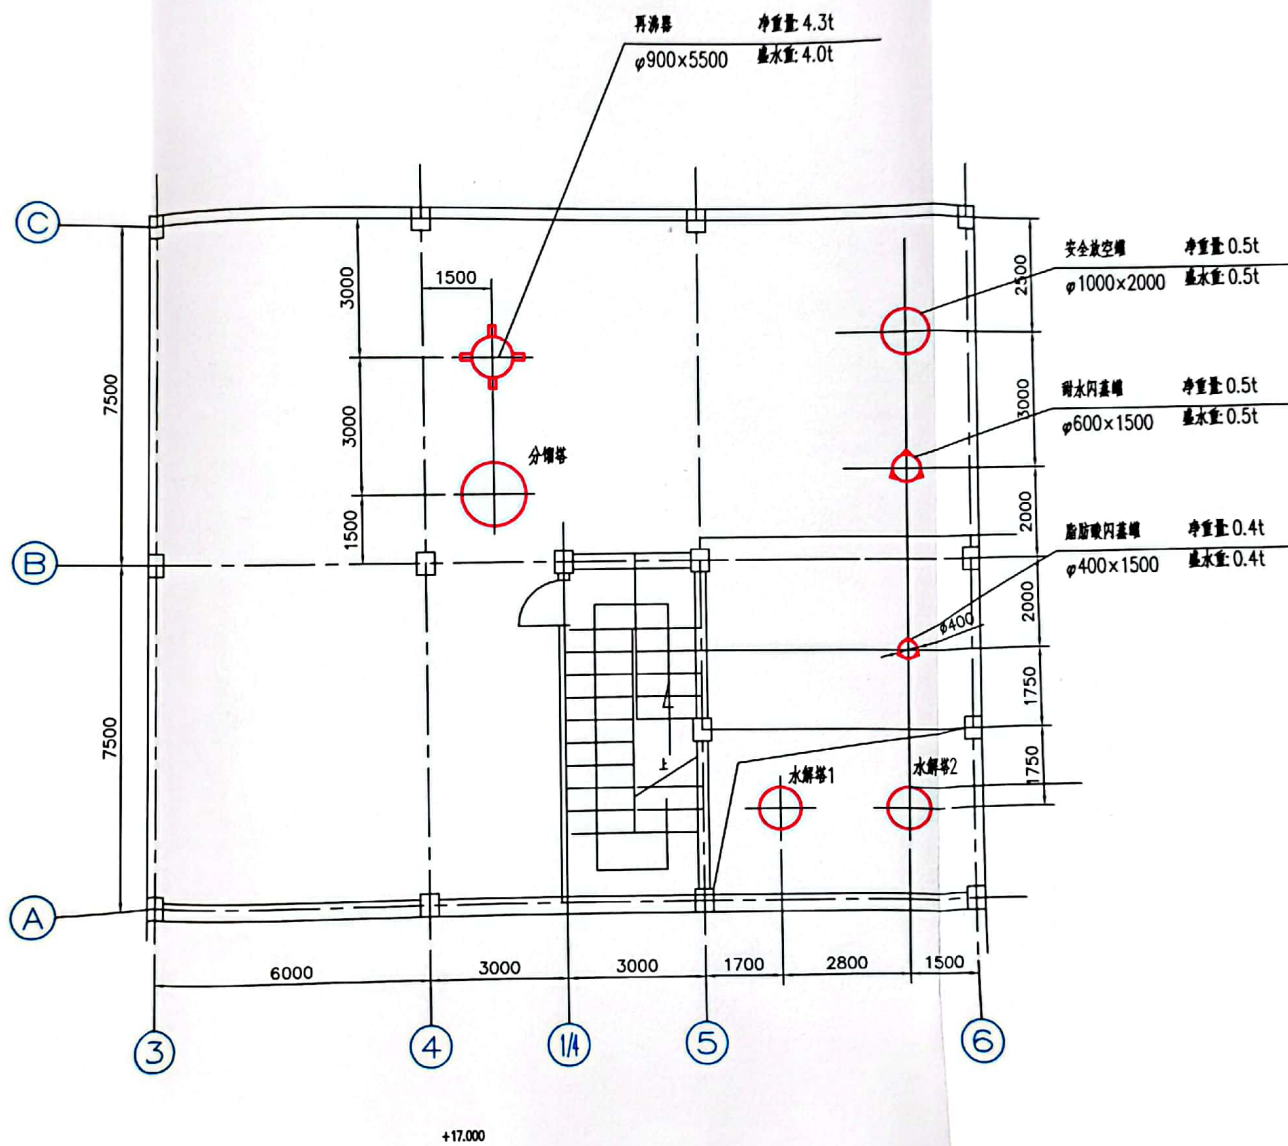 再沸器 净重量:4.3t
φ900×5500 盛水重:4.0t
C
安全放空罐 净重量:0.5t
φ1000×2000 盛水重:0.5t
3000
1500
2500
7500
3000
3000
耐水闪蒸罐 净重量:0.5t
φ600×1500 盛水重:0.5t
分馏塔
1500
2000
B
脂肪酸闪蒸罐 净重量:0.4t
φ400×1500 盛水重:0.4t
2000
φ400
7500
1750
上
水解塔1
水解塔2
1750
A
6000
3000
3000
1700
2800
1500
3
4
1/4
5
6
+17.000